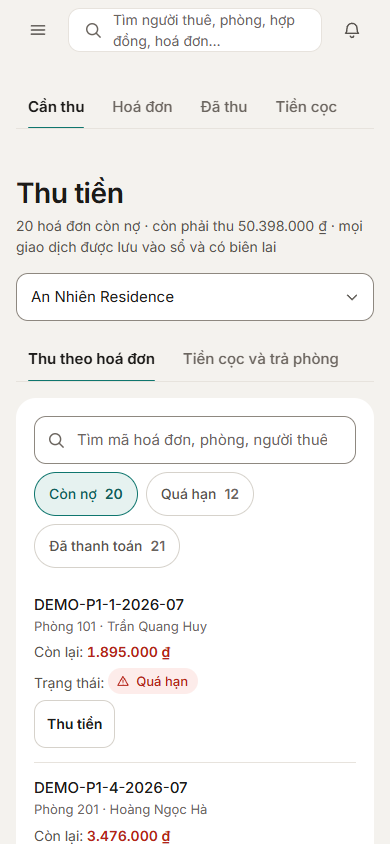 Tìm người thuê, phòng, hợp
đồng, hoá đơn...
Cần thu
Hoá đơn
Đã thu
Tiền cọc
Thu tiền
20 hoá đơn còn nợ · còn phải thu 50.398.000 ₫ · mọi
giao dịch được lưu vào sổ và có biên lai
An Nhiên Residence
Thu theo hoá đơn
Tiền cọc và trả phòng
Tìm mã hoá đơn, phòng, người thuê
Còn nợ 20
Quá hạn 12
Đã thanh toán 21
DEMO-P1-1-2026-07
Phòng 101 · Trần Quang Huy
Còn lại: 1.895.000 ₫
Trạng thái: Quá hạn
Thu tiền
DEMO-P1-4-2026-07
Phòng 201 · Hoàng Ngọc Hà
Còn lại: 3.476.000 ₫